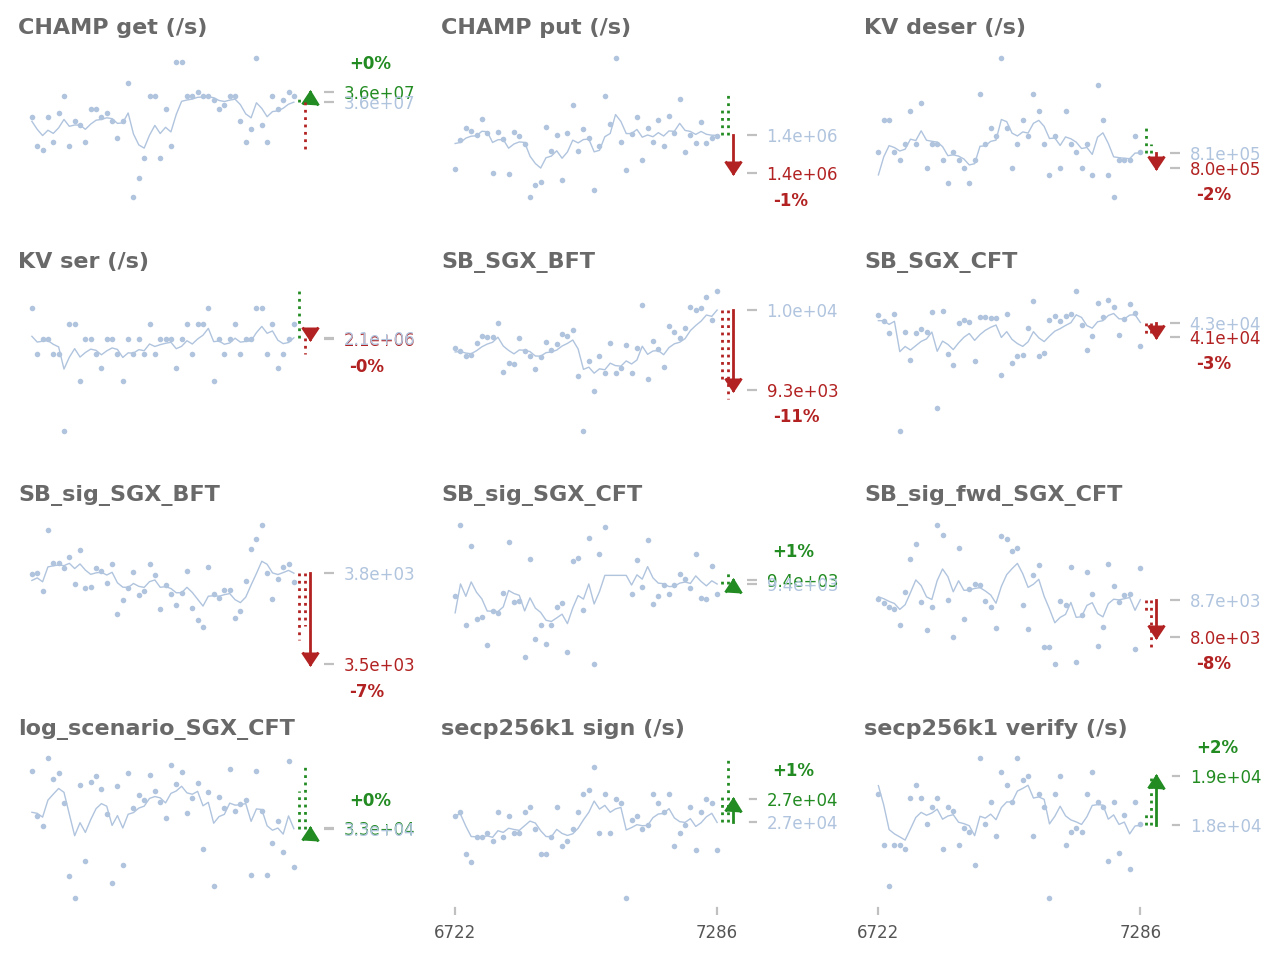 CHAMP get (/s)
+0%
3.6e+07
3.6e+07
CHAMP put (/s)
1.4e+06
1.4e+06
-1%
KV deser (/s)
8.1e+05
8.0e+05
-2%
KV ser (/s)
2.1e+06
-0%
SB_SGX_BFT
1.0e+04
9.3e+03
-11%
SB_SGX_CFT
4.3e+04
4.1e+04
-3%
SB_sig_SGX_BFT
3.8e+03
3.5e+03
-7%
SB_sig_SGX_CFT
+1%
9.4e+03
9.4e+03
SB_sig_fwd_SGX_CFT
8.7e+03
8.0e+03
-8%
log_scenario_SGX_CFT
+0%
3.3e+04
secp256k1 sign (/s)
+1%
2.7e+04
2.7e+04
6722 7286
secp256k1 verify (/s)
+2%
1.9e+04
1.8e+04
6722 7286